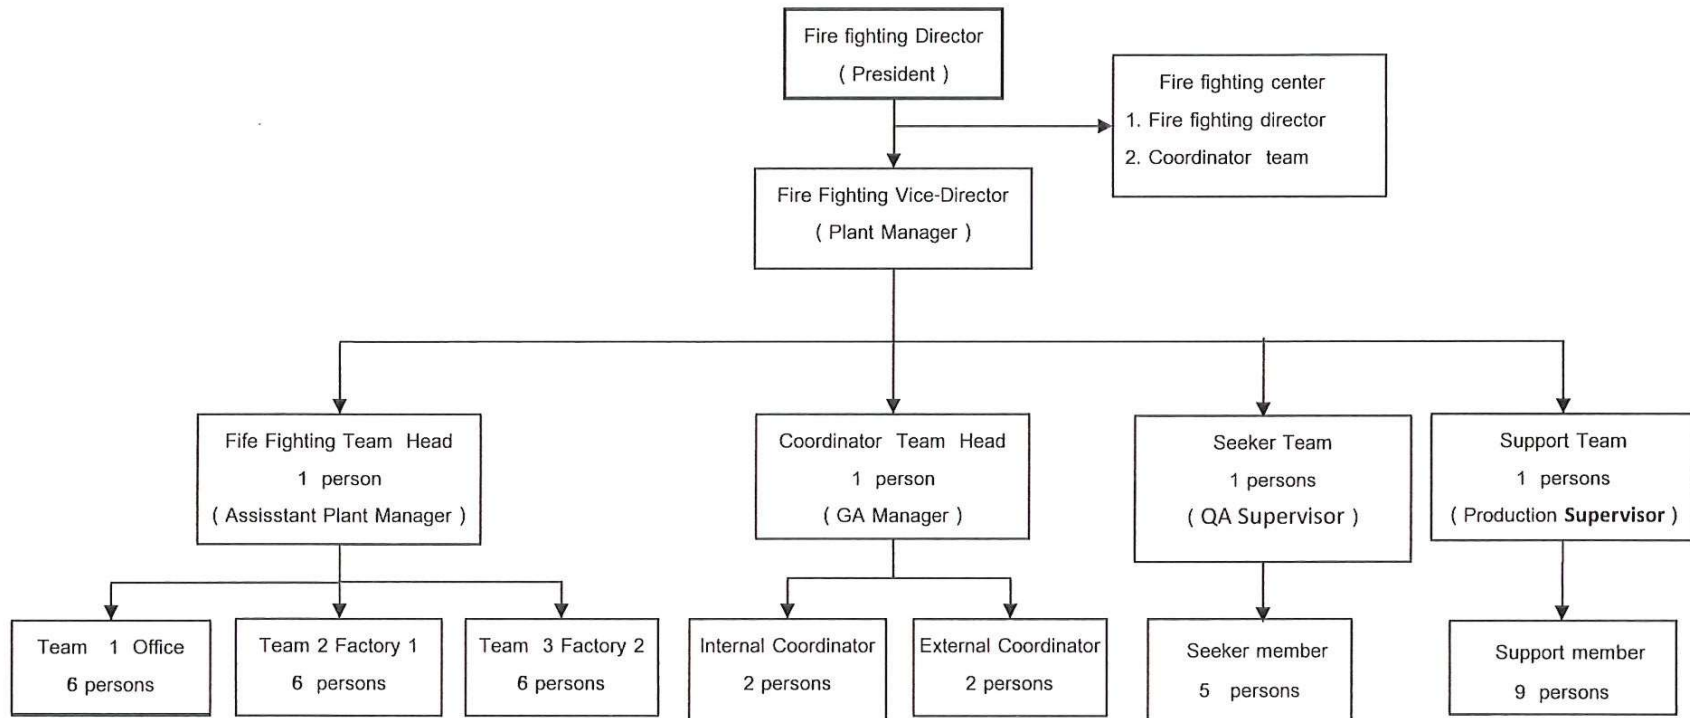 Fire fighting Director
( President )
Fire fighting center
1. Fire fighting director
2. Coordinator team
Fire Fighting Vice-Director
( Plant Manager )
Fife Fighting Team Head
1 person
( Assisstant Plant Manager )
Coordinator Team Head
1 person
( GA Manager )
Seeker Team
1 persons
( QA Supervisor )
Support Team
1 persons
( Production Supervisor )
Team 1 Office
6 persons
Team 2 Factory 1
6 persons
Team 3 Factory 2
6 persons
Internal Coordinator
2 persons
External Coordinator
2 persons
Seeker member
5 persons
Support member
9 persons